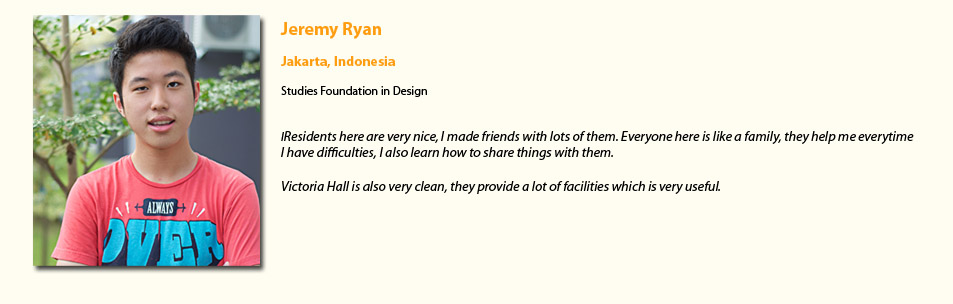 Jeremy Ryan
Jakarta, Indonesia
Studies Foundation in Design
IResidents here are very nice, I made friends with lots of them. Everyone here is like a family, they help me everytime
I have difficulties, I also learn how to share things with them.
Victoria Hall is also very clean, they provide a lot of facilities which is very useful.
ALWAYS
OVER